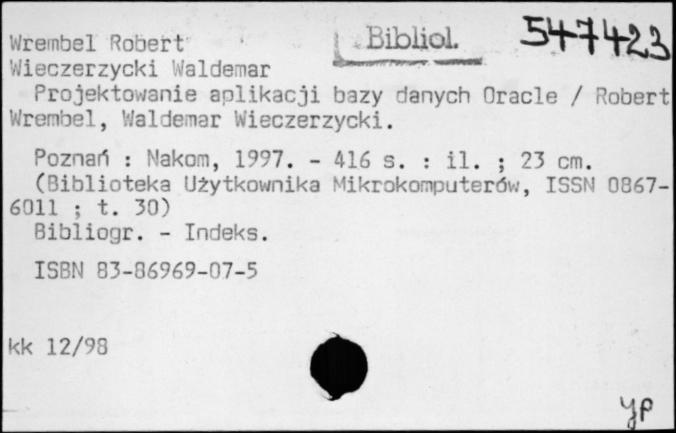 Bibliol. 547423
Wrembel Robert
Wieczerzycki Waldemar
Projektowanie aplikacji bazy danych Oracle / Robert
Wrembel, Waldemar Wieczerzycki.
Poznań : Nakom, 1997. - 416 s. : il. ; 23 cm.
(Biblioteka Użytkownika Mikrokomputerów, ISSN 0867-
6011 ; t. 30)
Bibliogr. - Indeks.
ISBN 83-86969-07-5
kk 12/98